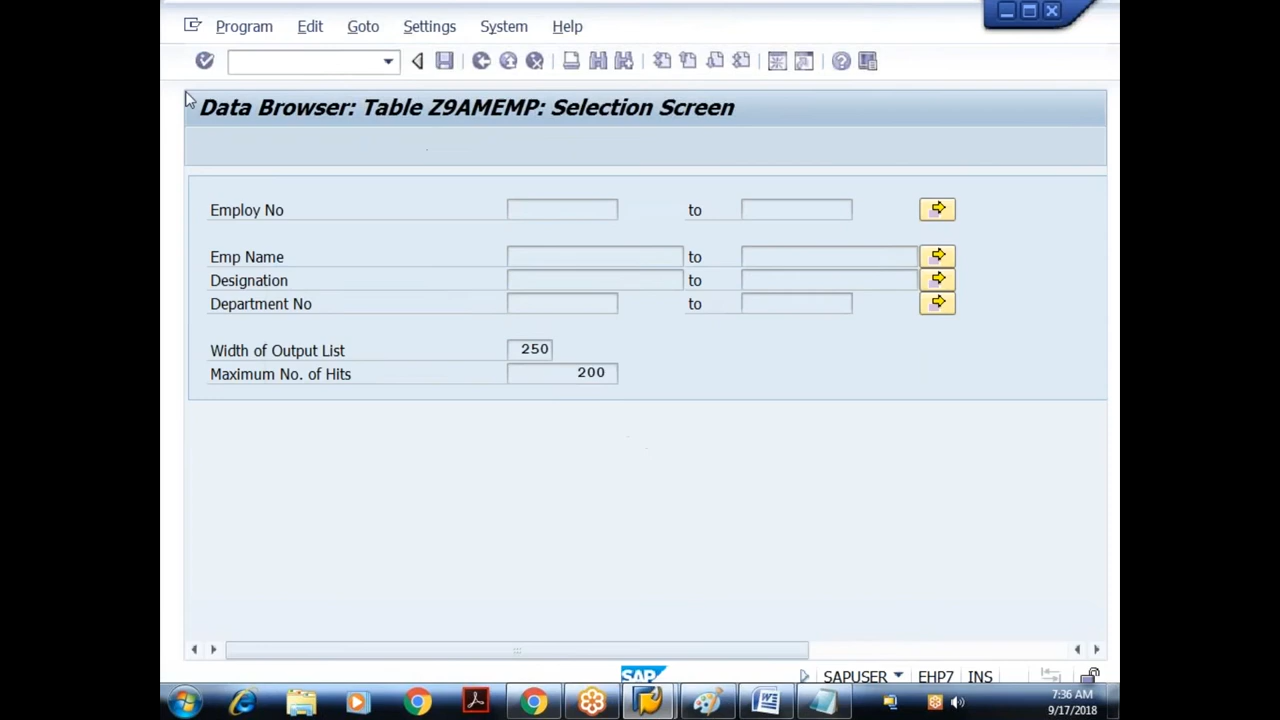 Program Edit Goto Settings System Help
Data Browser: Table Z9AMEMP: Selection Screen
Employ No to
Emp Name to
Designation to
Department No to
Width of Output List 250
Maximum No. of Hits 200
SAP SAPUSER EHP7 INS
7:36 AM
9/17/2018